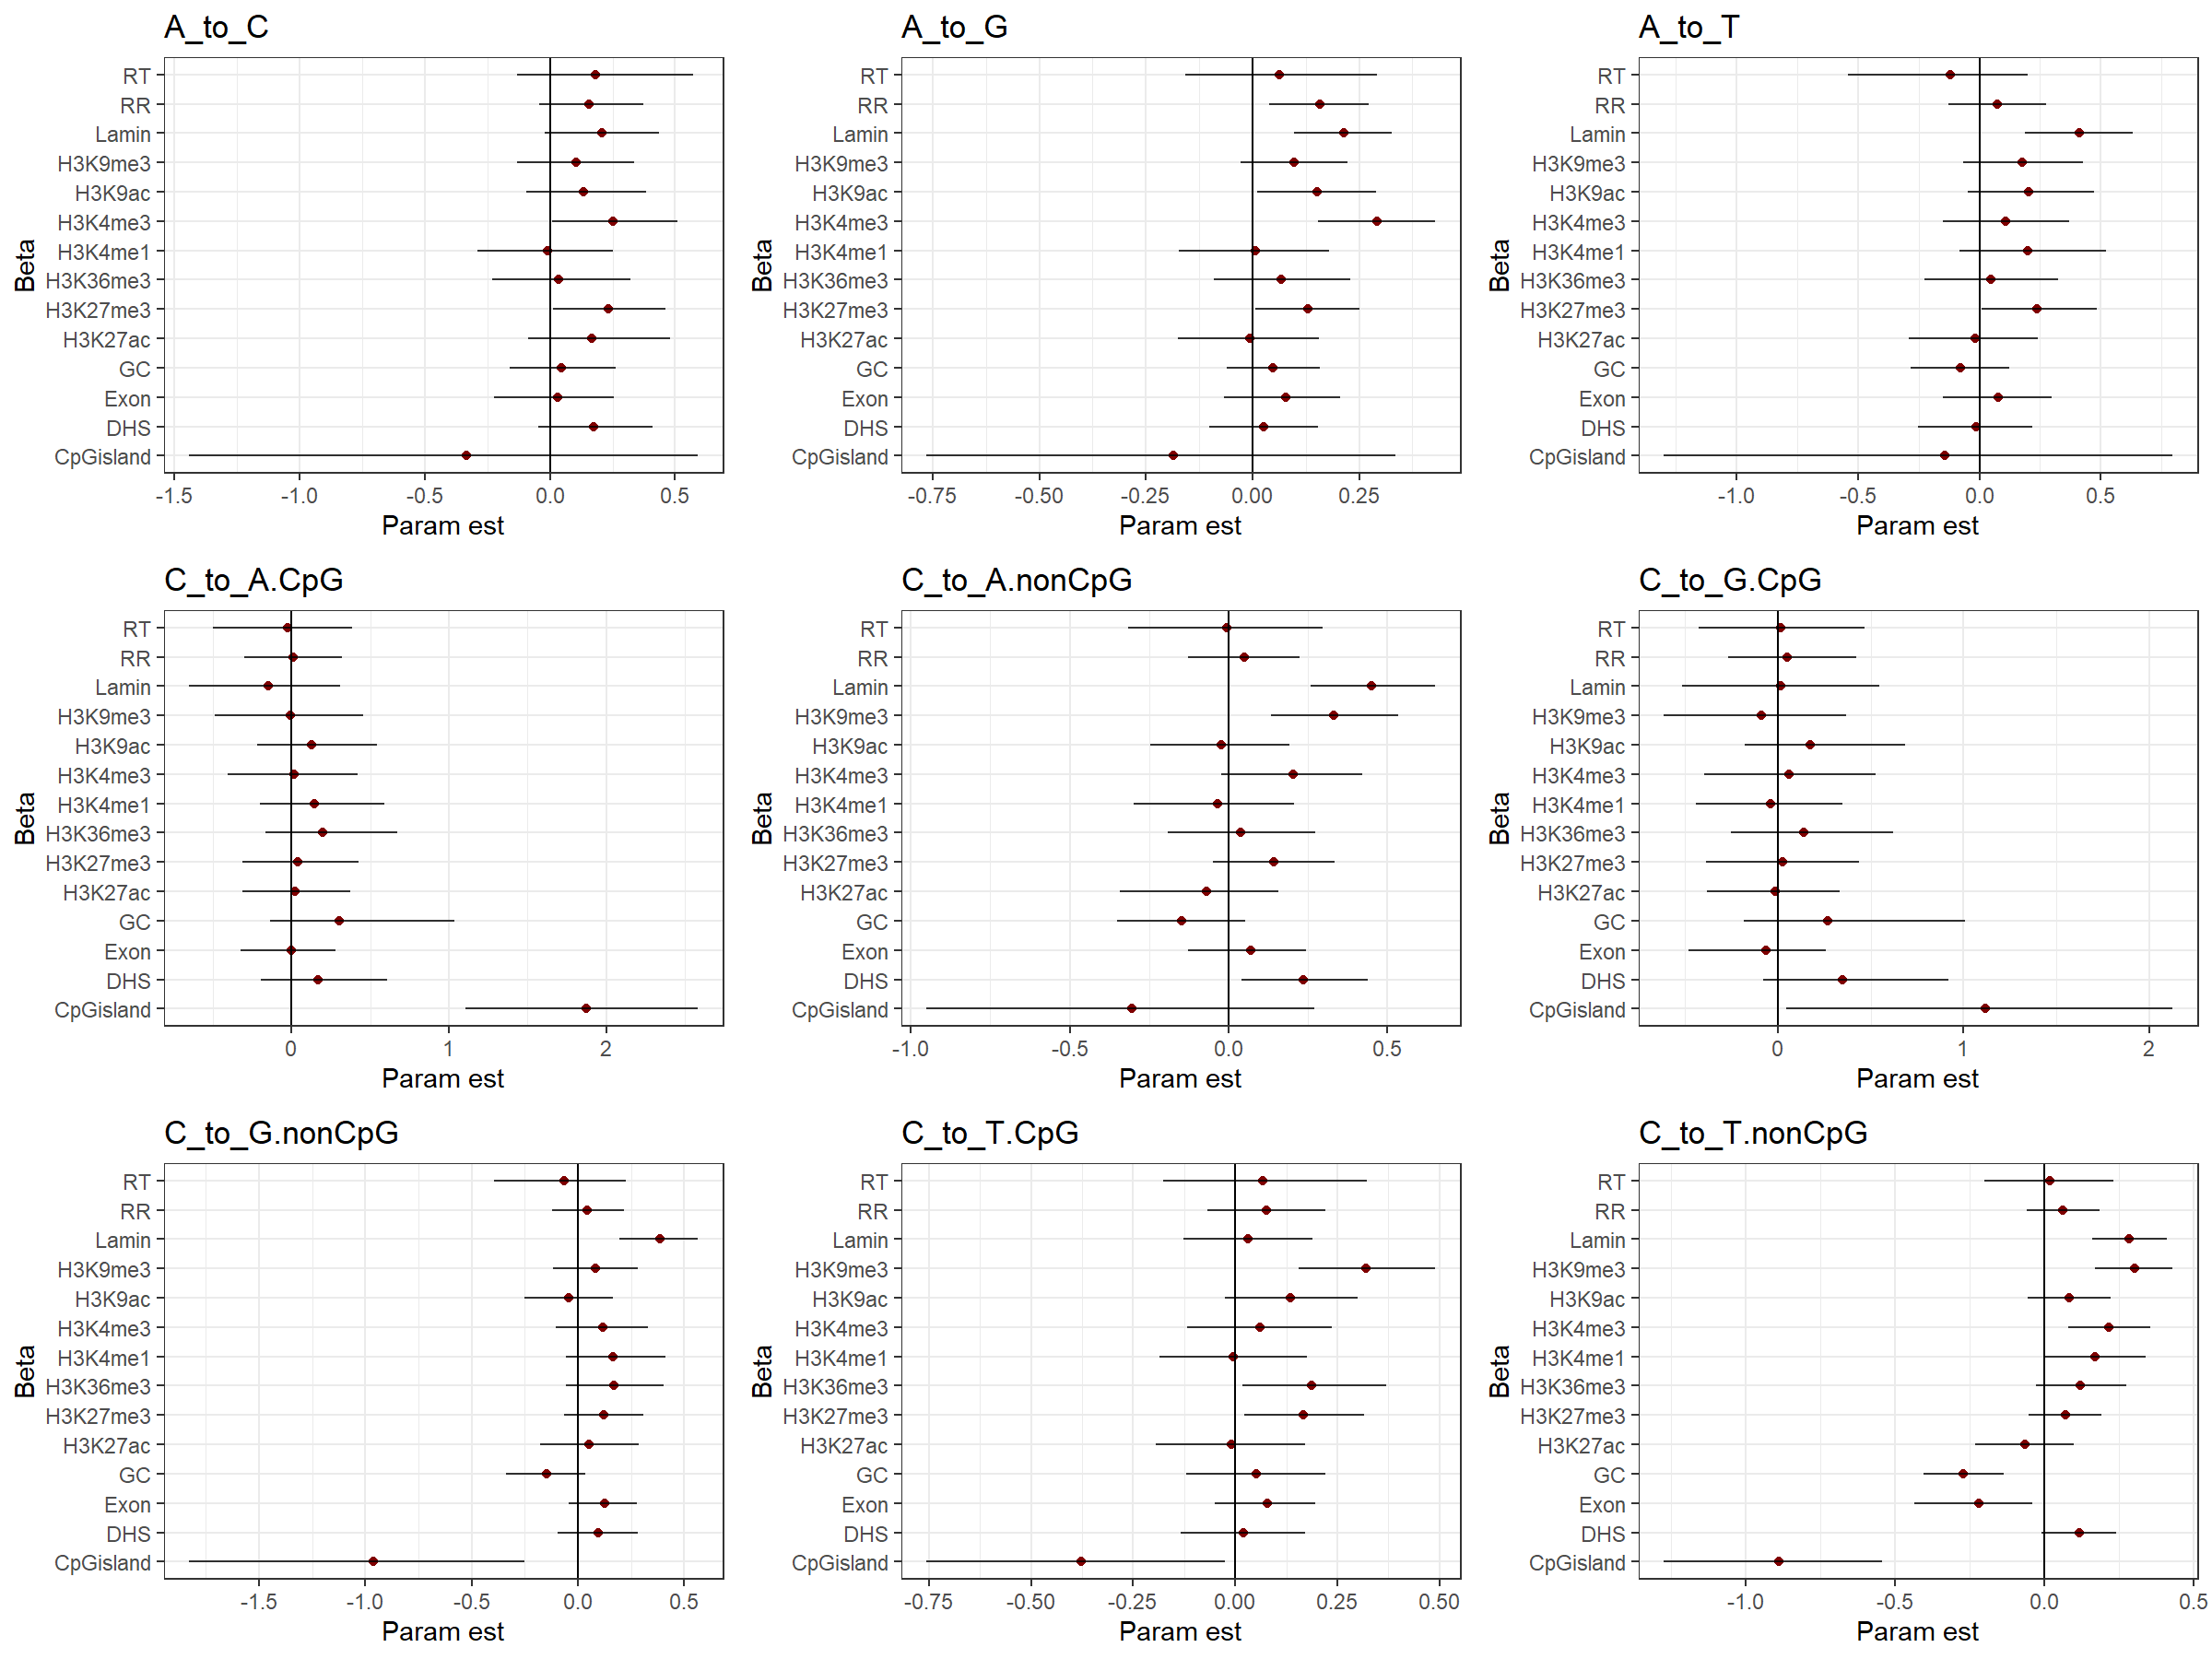 A_to_C
RT
RR
Lamin
H3K9me3
H3K9ac
H3K4me3
H3K4me1
H3K36me3
H3K27me3
H3K27ac
GC
Exon
DHS
CpGisland
Beta
-1.5 -1.0 -0.5 0.0 0.5
Param est
A_to_G
RT
RR
Lamin
H3K9me3
H3K9ac
H3K4me3
H3K4me1
H3K36me3
H3K27me3
H3K27ac
GC
Exon
DHS
CpGisland
Beta
-0.75 -0.50 -0.25 0.00 0.25
Param est
A_to_T
RT
RR
Lamin
H3K9me3
H3K9ac
H3K4me3
H3K4me1
H3K36me3
H3K27me3
H3K27ac
GC
Exon
DHS
CpGisland
Beta
-1.0 -0.5 0.0 0.5
Param est
C_to_A.CpG
RT
RR
Lamin
H3K9me3
H3K9ac
H3K4me3
H3K4me1
H3K36me3
H3K27me3
H3K27ac
GC
Exon
DHS
CpGisland
Beta
0 1 2
Param est
C_to_A.nonCpG
RT
RR
Lamin
H3K9me3
H3K9ac
H3K4me3
H3K4me1
H3K36me3
H3K27me3
H3K27ac
GC
Exon
DHS
CpGisland
Beta
-1.0 -0.5 0.0 0.5
Param est
C_to_G.CpG
RT
RR
Lamin
H3K9me3
H3K9ac
H3K4me3
H3K4me1
H3K36me3
H3K27me3
H3K27ac
GC
Exon
DHS
CpGisland
Beta
0 1 2
Param est
C_to_G.nonCpG
RT
RR
Lamin
H3K9me3
H3K9ac
H3K4me3
H3K4me1
H3K36me3
H3K27me3
H3K27ac
GC
Exon
DHS
CpGisland
Beta
-1.5 -1.0 -0.5 0.0 0.5
Param est
C_to_T.CpG
RT
RR
Lamin
H3K9me3
H3K9ac
H3K4me3
H3K4me1
H3K36me3
H3K27me3
H3K27ac
GC
Exon
DHS
CpGisland
Beta
-0.75 -0.50 -0.25 0.00 0.25 0.50
Param est
C_to_T.nonCpG
RT
RR
Lamin
H3K9me3
H3K9ac
H3K4me3
H3K4me1
H3K36me3
H3K27me3
H3K27ac
GC
Exon
DHS
CpGisland
Beta
-1.0 -0.5 0.0 0.5
Param est